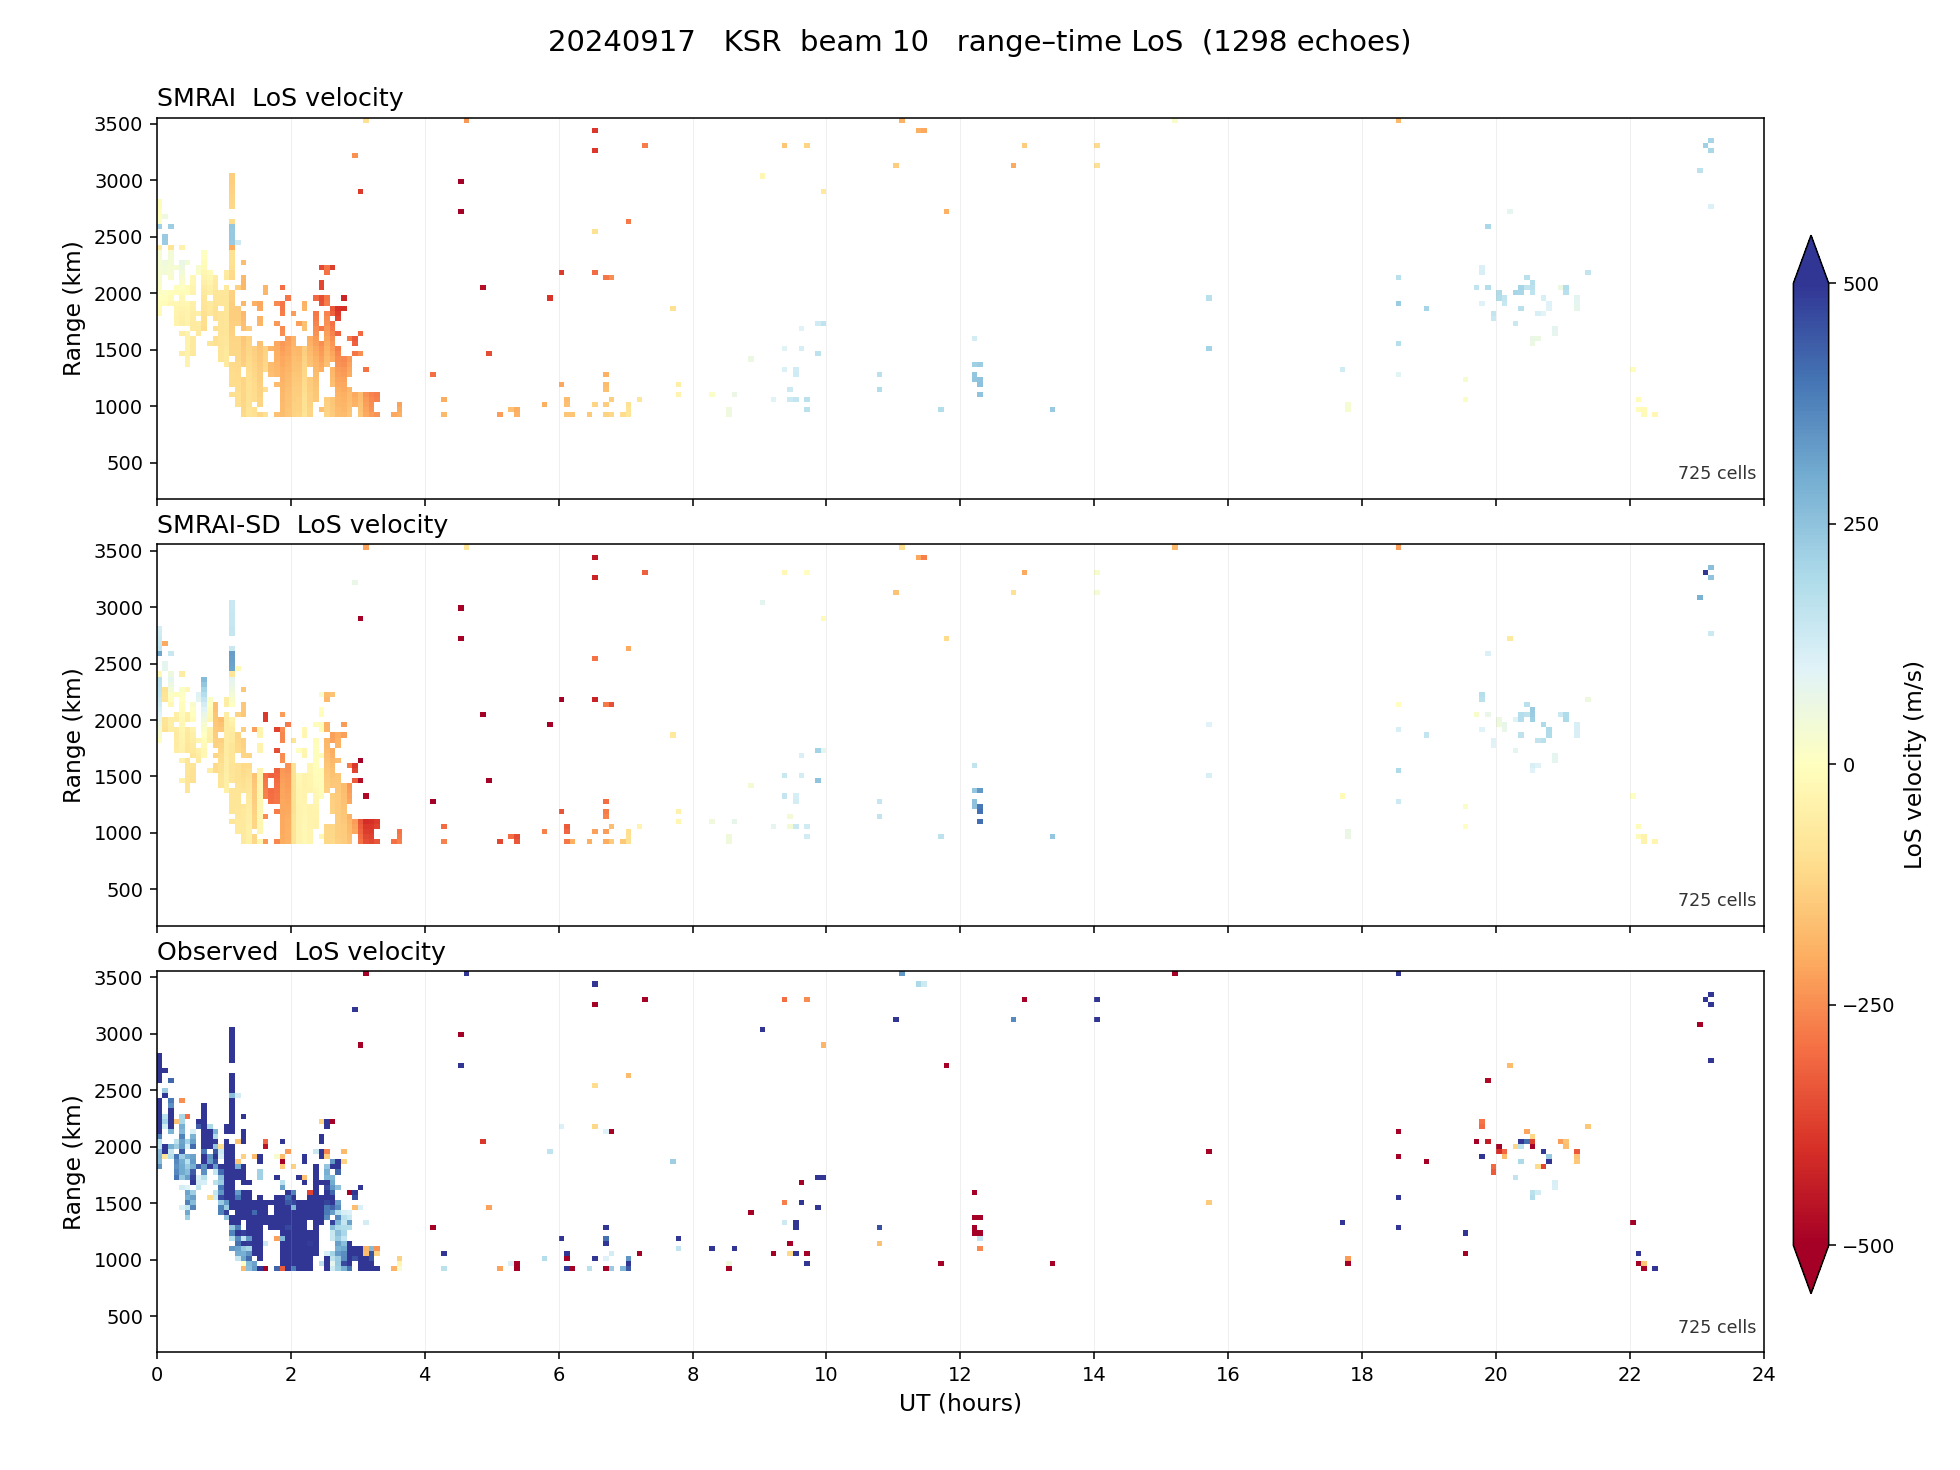 20240917   KSR  beam 10   range–time LoS  (1298 echoes)
SMRAI  LoS velocity
3500
3000
2500
2000
1500
1000
500
Range (km)
725 cells
SMRAI-SD  LoS velocity
3500
3000
2500
2000
1500
1000
500
Range (km)
725 cells
Observed  LoS velocity
3500
3000
2500
2000
1500
1000
500
Range (km)
725 cells
0 2 4 6 8 10 12 14 16 18 20 22 24
UT (hours)
500
250
0
−250
−500
LoS velocity (m/s)